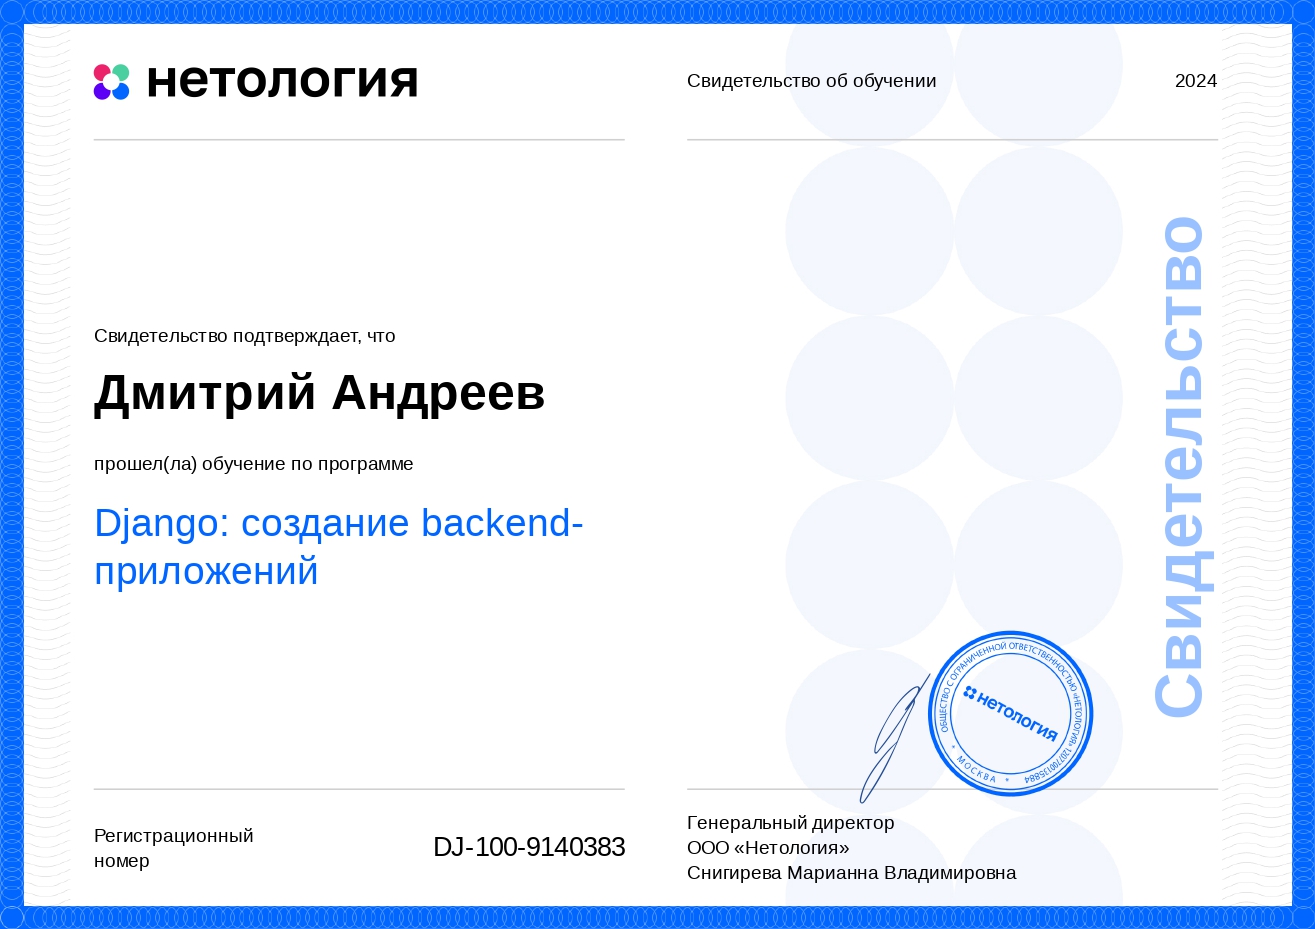 нетология
Свидетельство об обучении
2024
Свидетельство подтверждает, что
Дмитрий Андреев
прошел(ла) обучение по программе
Django: создание backend-
приложений
Свидетельство
ОБЩЕСТВО С ОГРАНИЧЕННОЙ ОТВЕТСТВЕННОСТЬЮ «НЕТОЛОГИЯ» 1207700135884
* МОСКВА *
нетология
Регистрационный
номер
DJ-100-9140383
Генеральный директор
ООО «Нетология»
Снигирева Марианна Владимировна